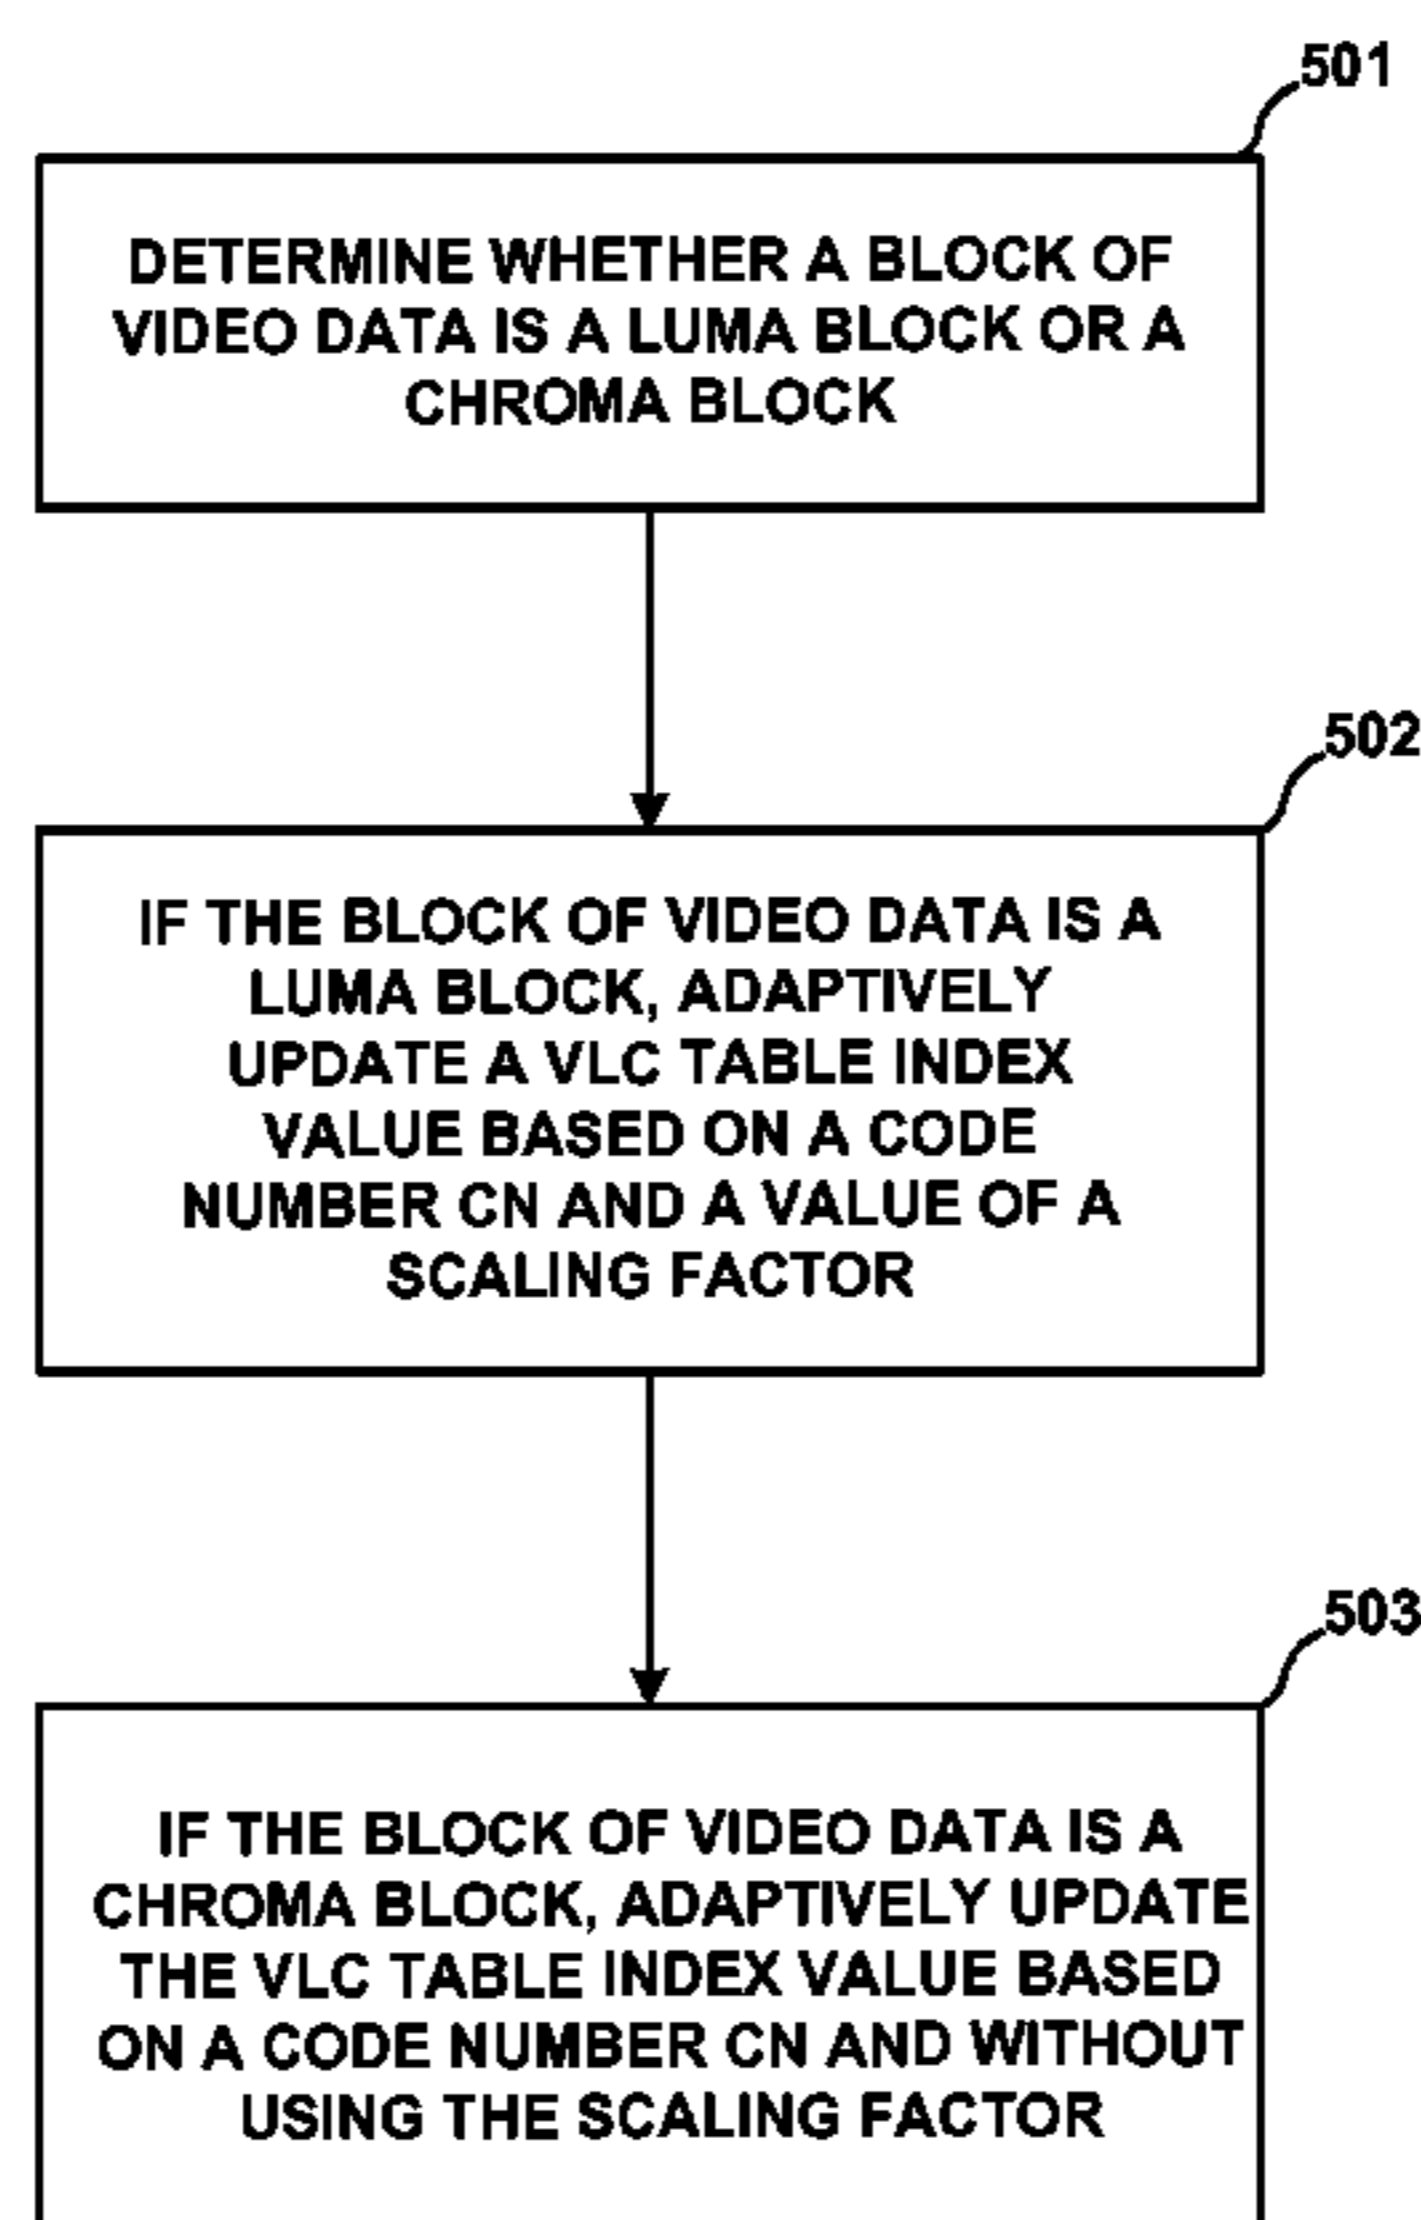 501
DETERMINE WHETHER A BLOCK OF
VIDEO DATA IS A LUMA BLOCK OR A
CHROMA BLOCK
502
IF THE BLOCK OF VIDEO DATA IS A
LUMA BLOCK, ADAPTIVELY
UPDATE A VLC TABLE INDEX
VALUE BASED ON A CODE
NUMBER CN AND A VALUE OF A
SCALING FACTOR
503
IF THE BLOCK OF VIDEO DATA IS A
CHROMA BLOCK, ADAPTIVELY UPDATE
THE VLC TABLE INDEX VALUE BASED
ON A CODE NUMBER CN AND WITHOUT
USING THE SCALING FACTOR